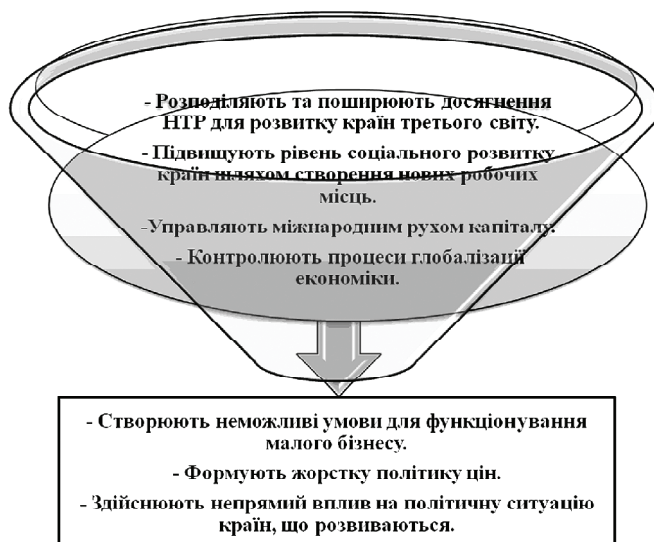 - Розподіляють та поширюють досягнення
НТР для розвитку країн третього світу.
- Підвищують рівень соціального розвитку
країн шляхом створення нових робочих
місць.
-Управляють міжнародним рухом капіталу.
- Контролюють процеси глобалізації
економіки.
- Створюють неможливі умови для функціонування
малого бізнесу.
- Формують жорстку політику цін.
- Здійснюють непрямий вплив на політичну ситуацію
країн, що розвиваються.